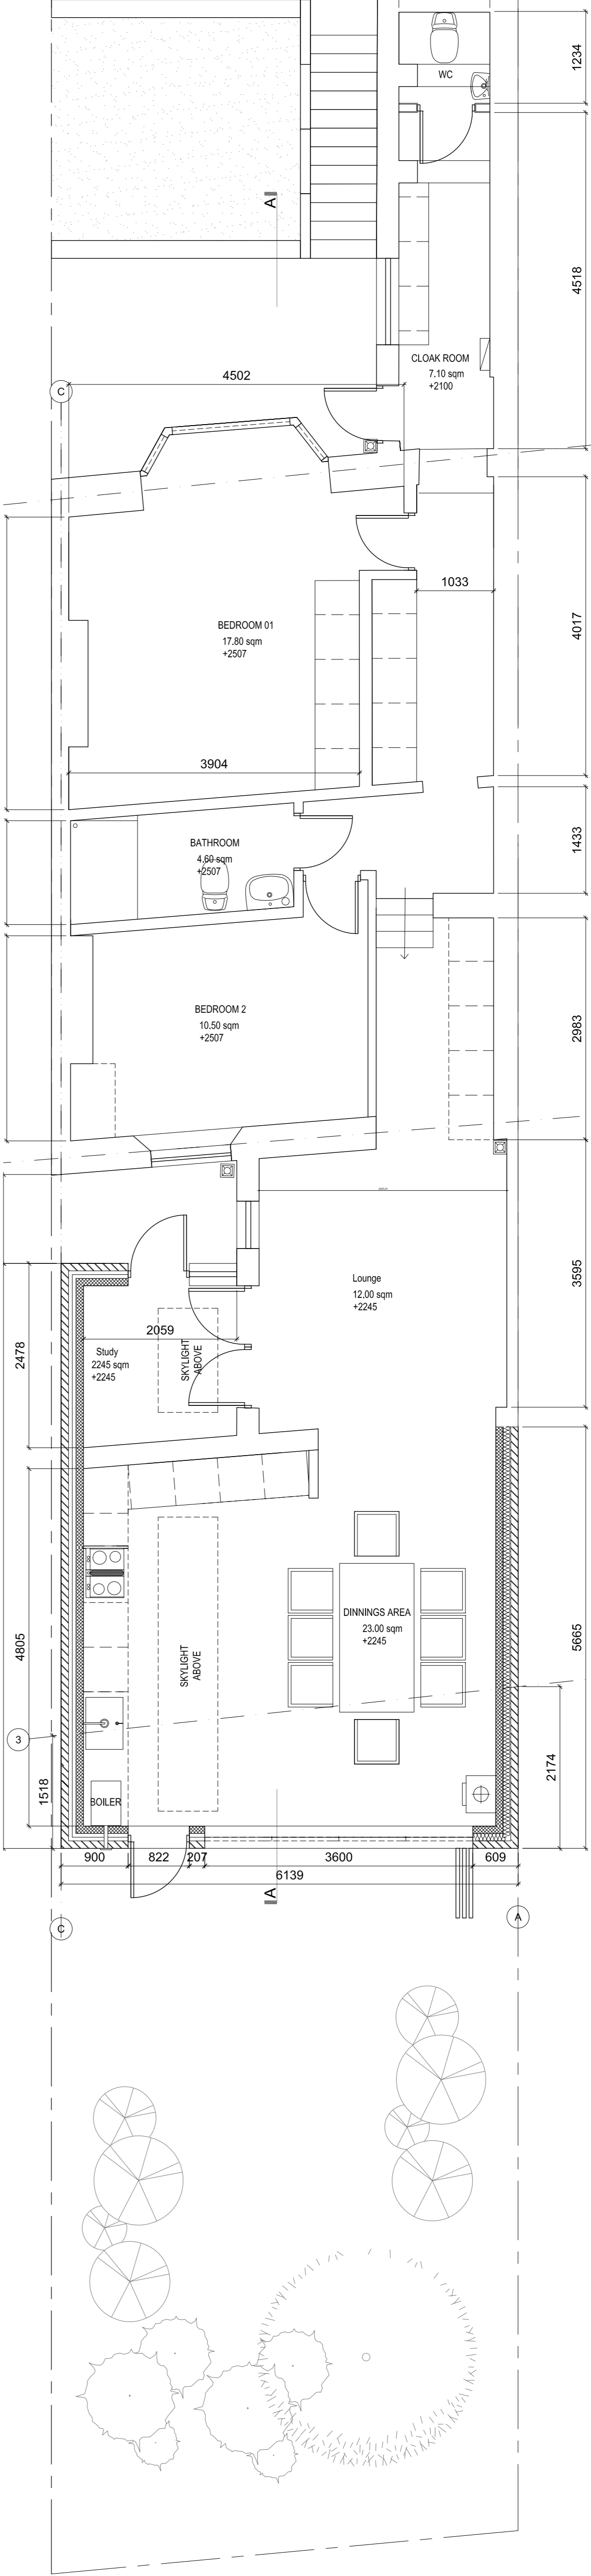 1234
WC
A
4518
CLOAK ROOM
7.10 sqm
+2100
4502
C
BEDROOM 01
17.80 sqm
+2507
1033
4017
3904
BATHROOM
4.60 sqm
+2507
1433
BEDROOM 2
10.50 sqm
+2507
2983
Lounge
12.00 sqm
+2245
3595
2478
2059
Study
2245 sqm
+2245
SKYLIGHT
ABOVE
4805
DINNINGS AREA
23.00 sqm
+2245
5665
SKYLIGHT
ABOVE
3
2174
1518
BOILER
900
822
207
3600
609
6139
A
C
A